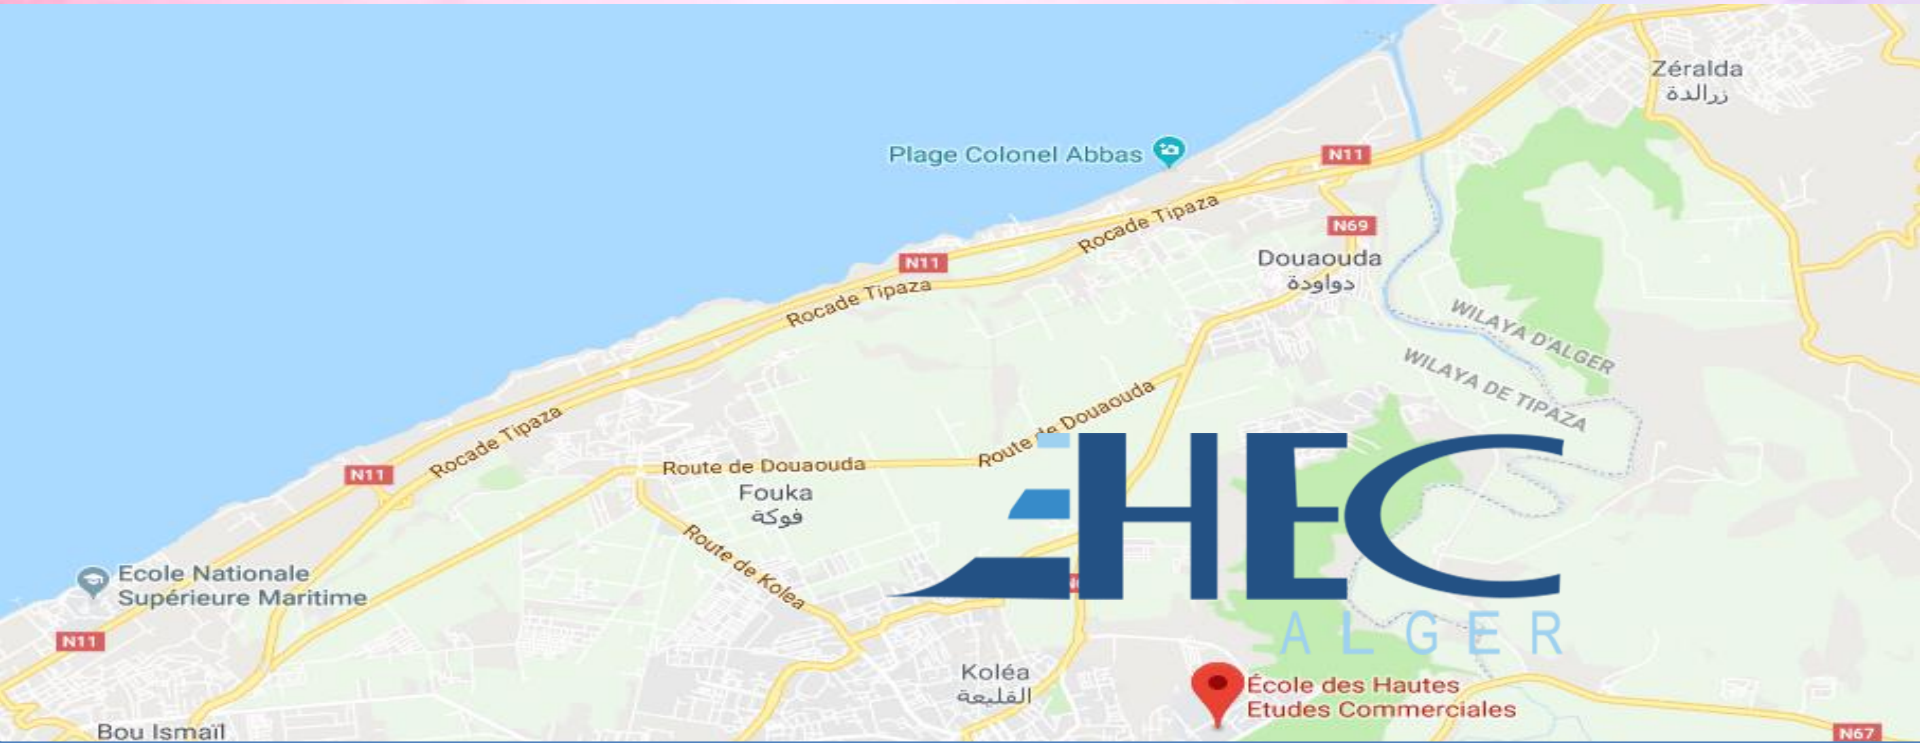 Zéralda
زرالدة
Plage Colonel Abbas
N11
Rocade Tipaza
N69
N11
Douaouda
دواودة
Rocade Tipaza
WILAYA D'ALGER
WILAYA DE TIPAZA
Route de Douaouda
Rocade Tipaza
N11
Route de Douaouda
Fouka
فوكة
HEC
ALGER
Route de Kolea
Ecole Nationale
Supérieure Maritime
N11
Koléa
القليعة
École des Hautes
Etudes Commerciales
Bou Ismaïl
N67